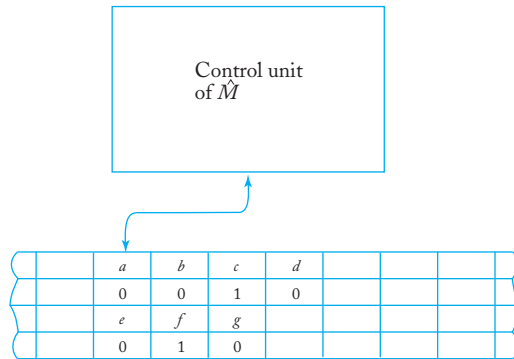 Control unit
of M̂
a b c d
0 0 1 0
e f g
0 1 0